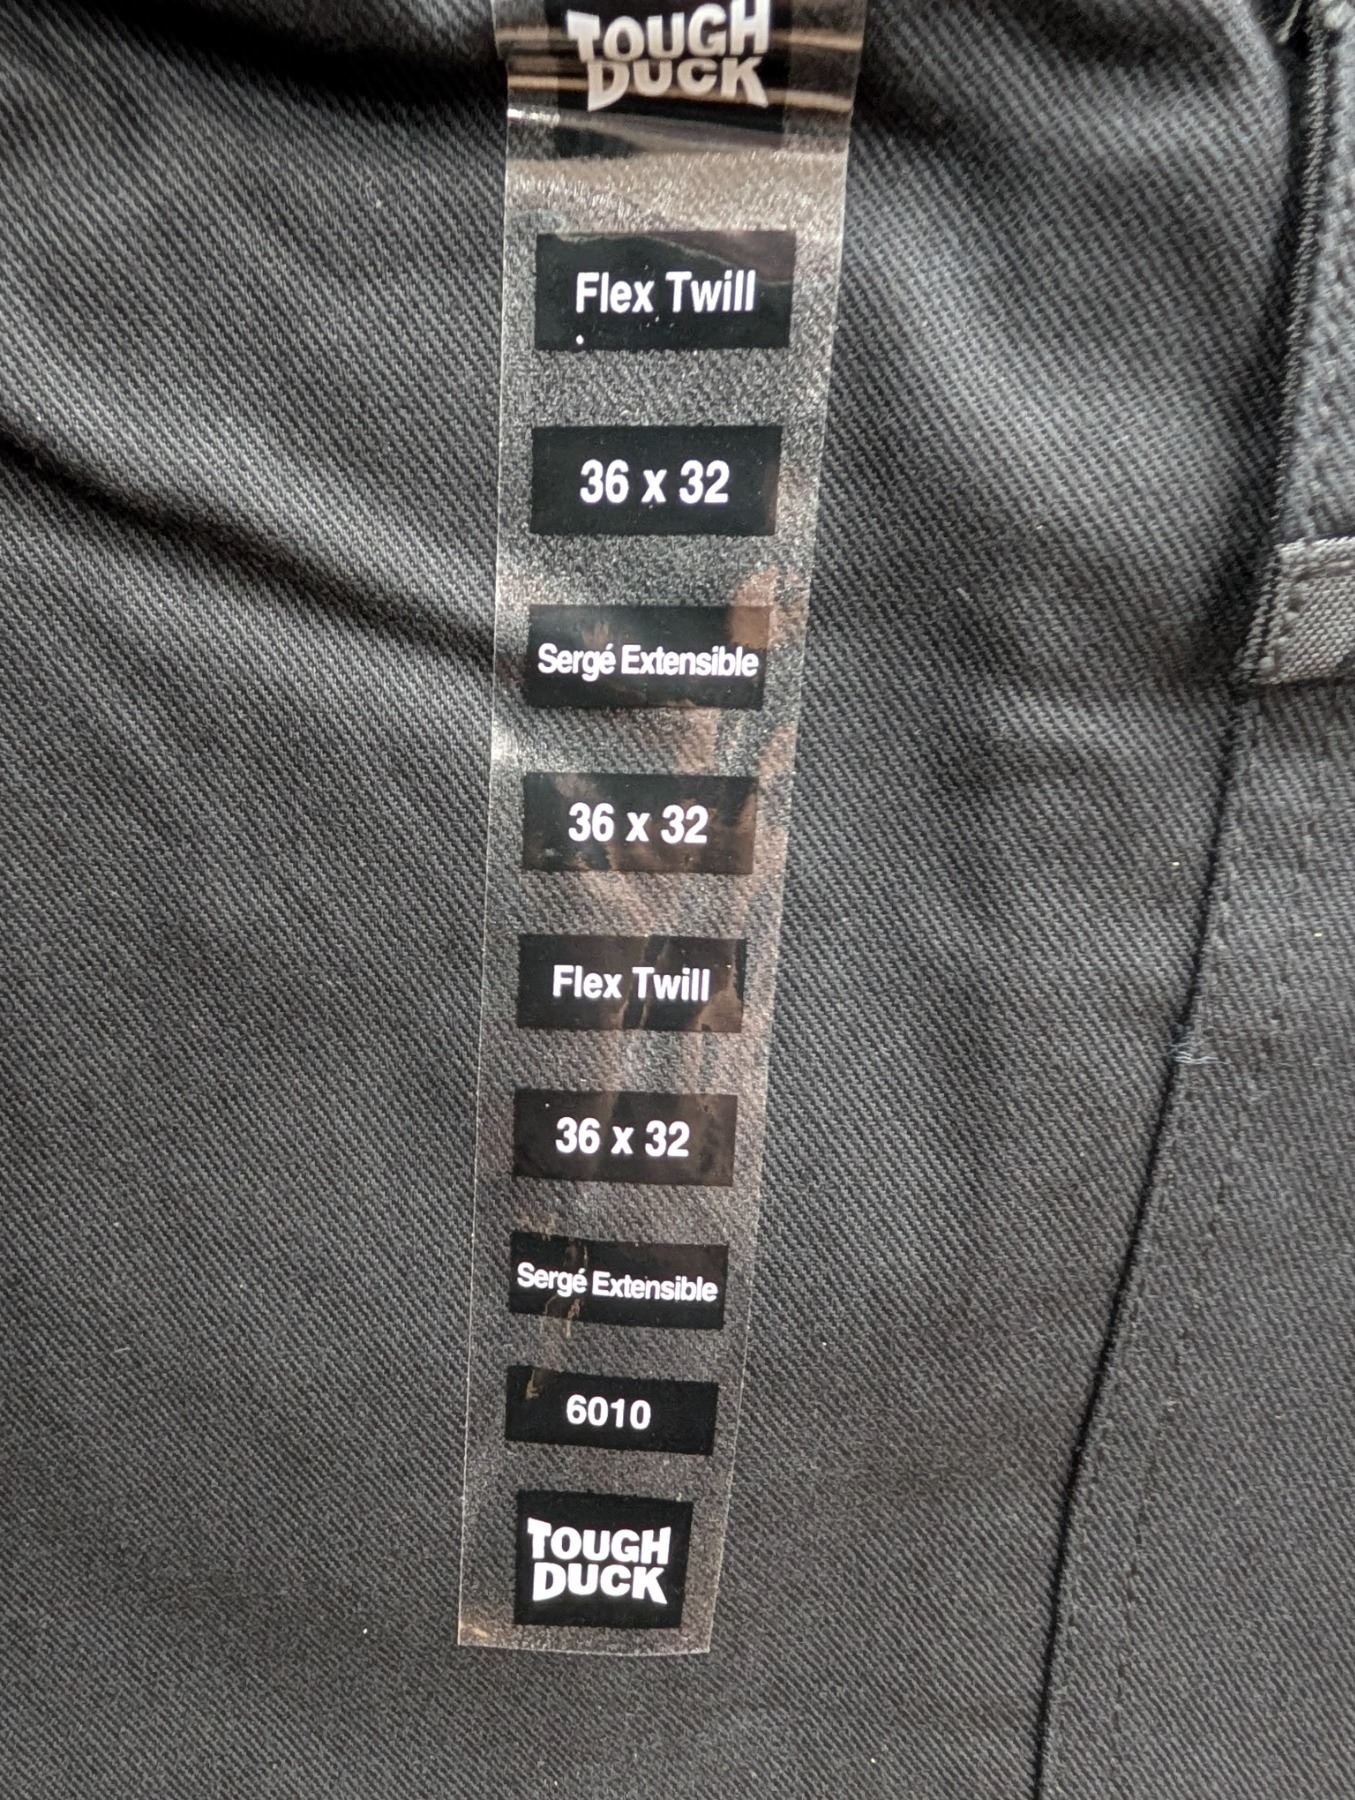 TOUGH
DUCK
Flex Twill
36 x 32
Sergé Extensible
36 x 32
Flex Twill
36 x 32
Sergé Extensible
6010
TOUGH
DUCK